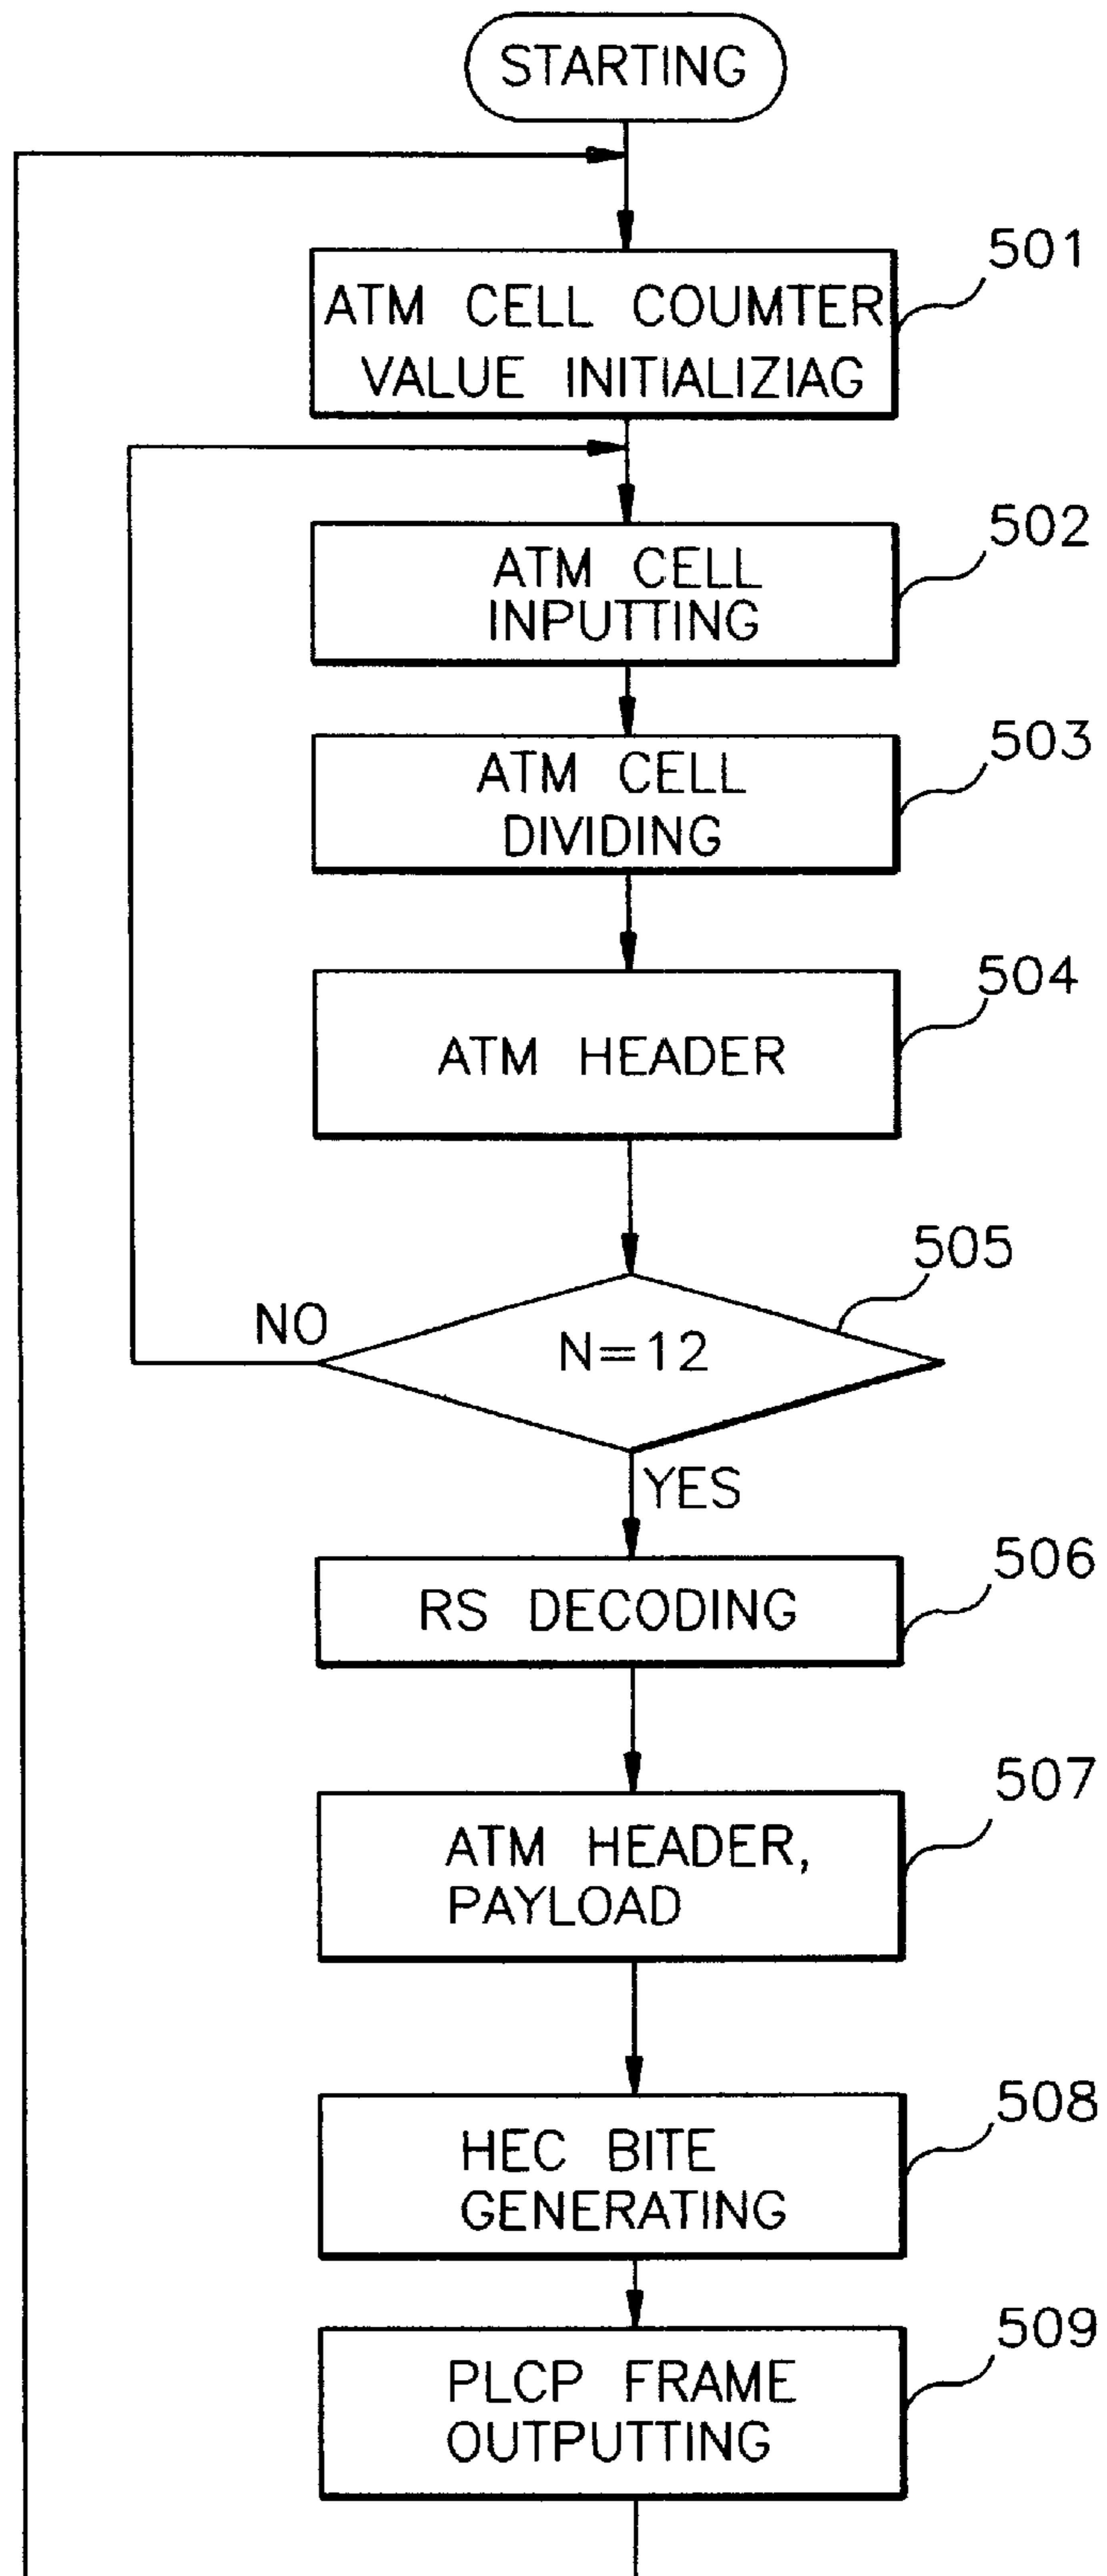 STARTING
501
ATM CELL COUMTER
VALUE INITIALIZIAG
502
ATM CELL
INPUTTING
503
ATM CELL
DIVIDING
504
ATM HEADER
505
NO
N=12
YES
506
RS DECODING
507
ATM HEADER,
PAYLOAD
508
HEC BITE
GENERATING
509
PLCP FRAME
OUTPUTTING